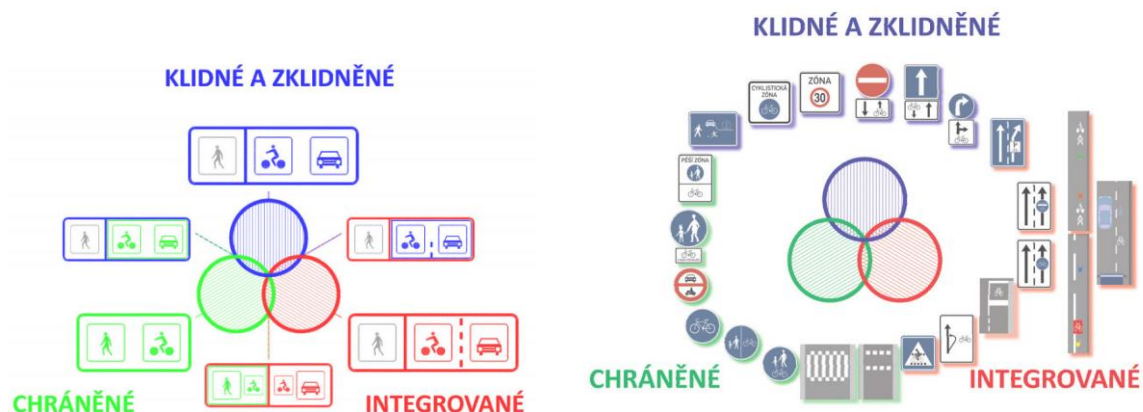 KLIDNÉ A ZKLIDNĚNÉ
CHRÁNĚNÉ
INTEGROVANÉ
KLIDNÉ A ZKLIDNĚNÉ
CYKLISTICKÁ
ZÓNA
ZÓNA
30
PĚŠÍ ZÓNA
CHRÁNĚNÉ
INTEGROVANÉ